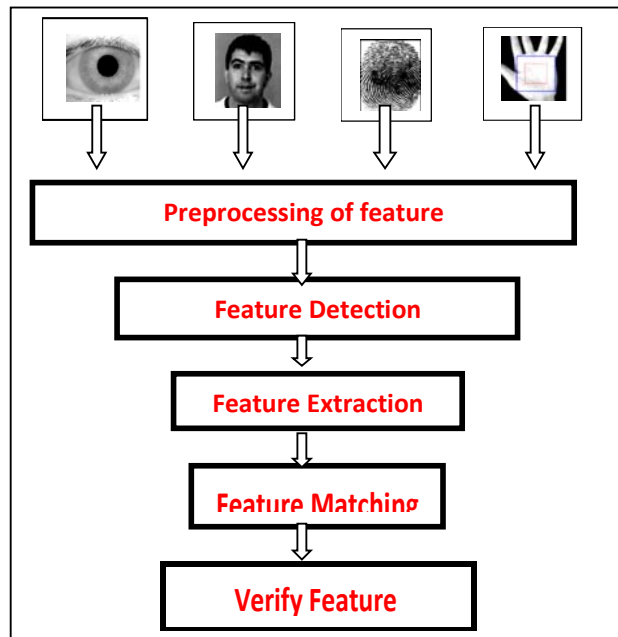 Preprocessing of feature
Feature Detection
Feature Extraction
Feature Matching
Verify Feature